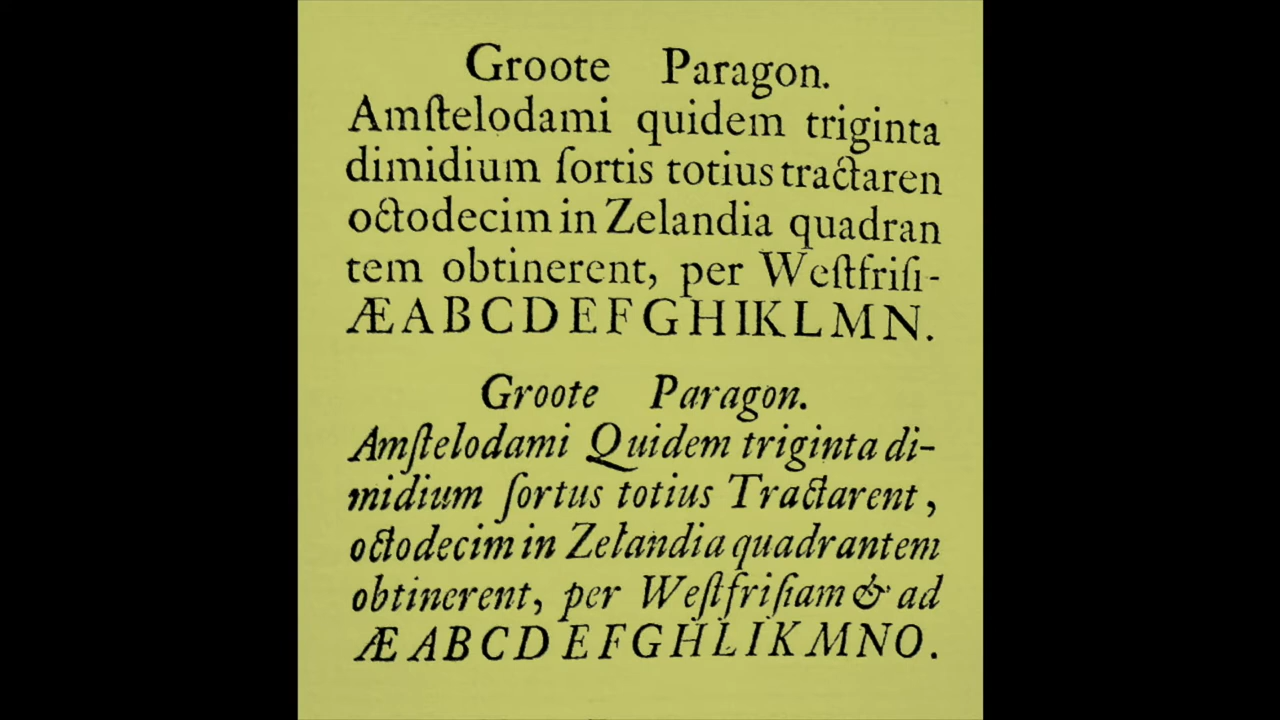 Groote Paragon.
Amſtelodami quidem triginta
dimidium ſortis totius tractaren
octodecim in Zelandia quadran
tem obtinerent, per Weſtfriſi-
ÆABCDEFGHIKLMN.
Groote Paragon.
Amſtelodami Quidem triginta di-
midium ſortus totius Tractarent,
octodecim in Zelandia quadrantem
obtinerent, per Weſtfriſiam & ad
ÆABCDEFGHLIKMNO.